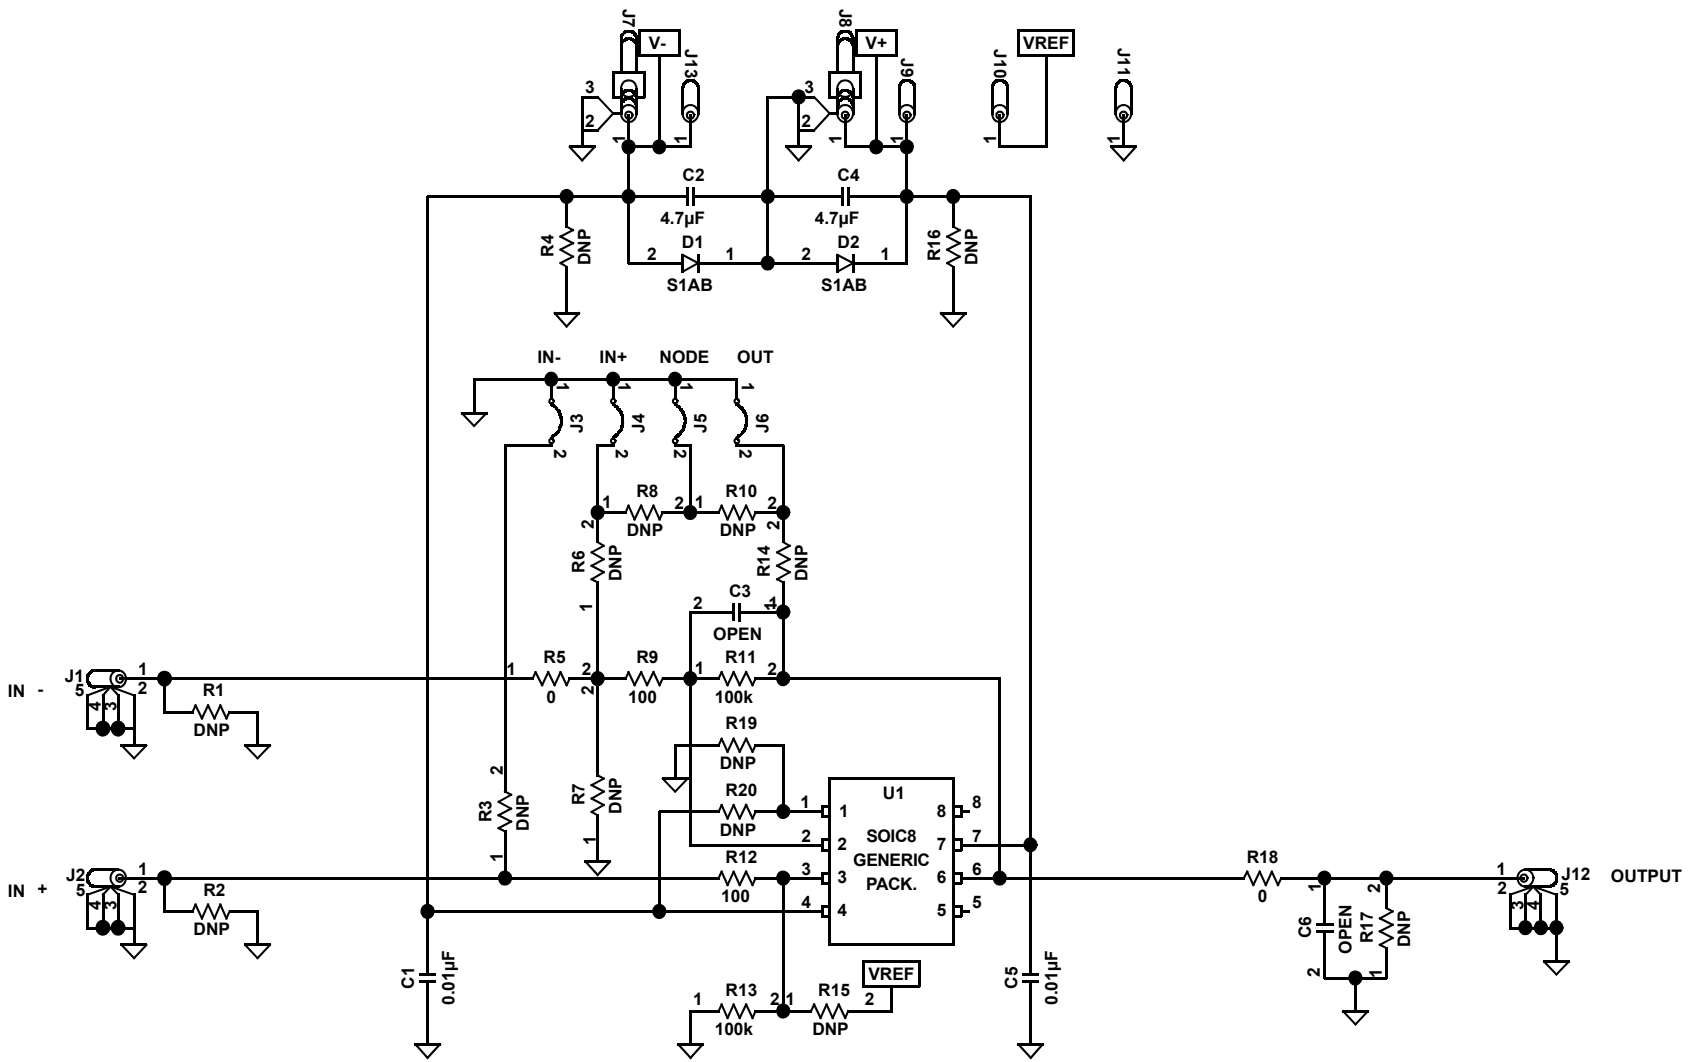 J7
V-
J13
J8
V+
J9
J10
VREF
J11
3
2
1
1
3
2
1
1
1
1
C2
4.7µF
C4
4.7µF
R4
DNP
2
D1
1
S1AB
2
D2
1
S1AB
R16
DNP
IN-
IN+
NODE
OUT
1
1
1
1
J3
J4
J5
J6
2
2
2
2
1
R8
2
DNP
1
R10
2
DNP
2
R6
DNP
1
2
R14
DNP
1
2
C3
1
OPEN
IN -
J1
1
5
4
3
2
R1
DNP
1
R5
2
0
R9
100
1
R11
2
100k
2
R7
DNP
1
R19
DNP
R20
DNP
2
R3
DNP
1
U1
SOIC8
GENERIC
PACK.
1
1
2
2
3
3
4
4
8
8
7
7
6
6
5
5
IN +
J2
1
5
4
3
2
R2
DNP
R12
100
R18
0
1
C6
OPEN
2
2
R17
DNP
1
1
J12
2
3
4
5
OUTPUT
C1
0.01µF
1
R13
2
100k
1
R15
2
DNP
VREF
C5
0.01µF